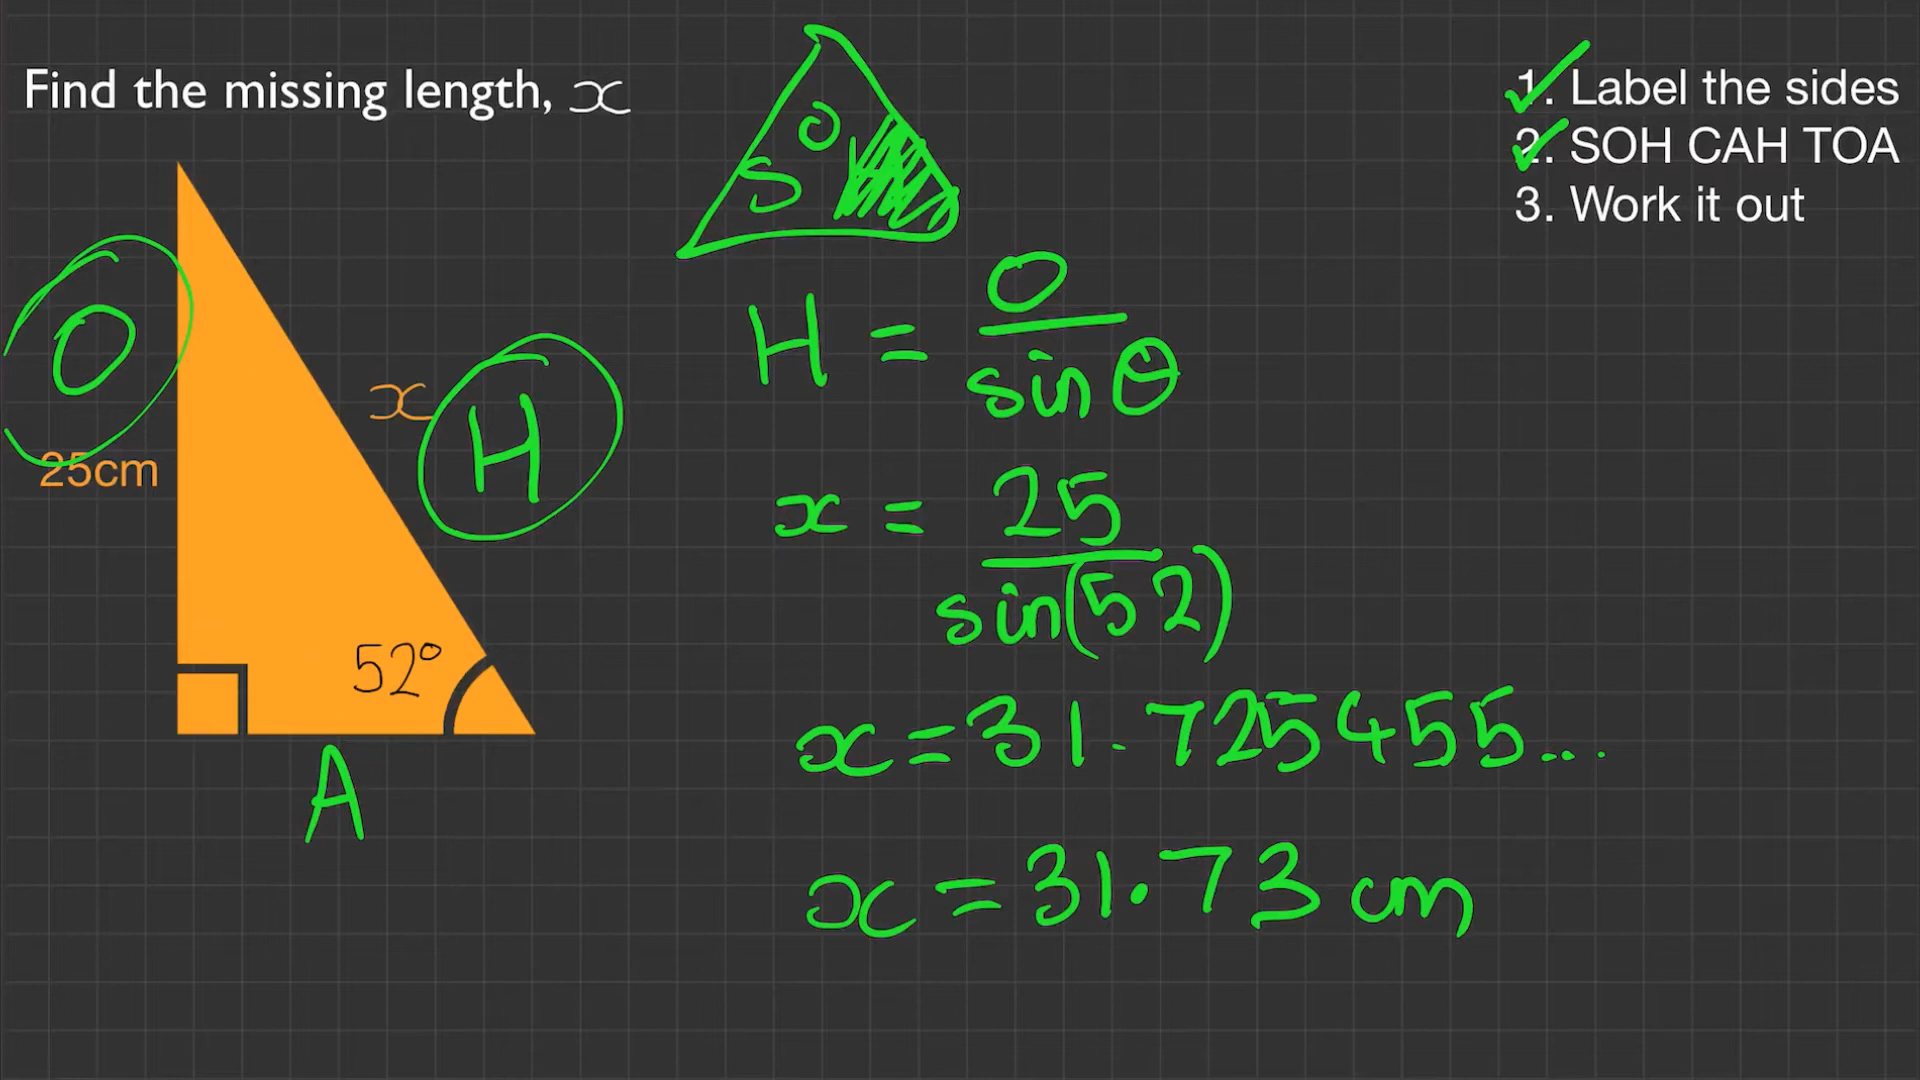 Find the missing length, x
1. Label the sides
2. SOH CAH TOA
3. Work it out
O
S
H = O / sin θ
O
x
H
25cm
x = 25 / sin(52)
52°
x = 31.725455...
A
x = 31.73 cm